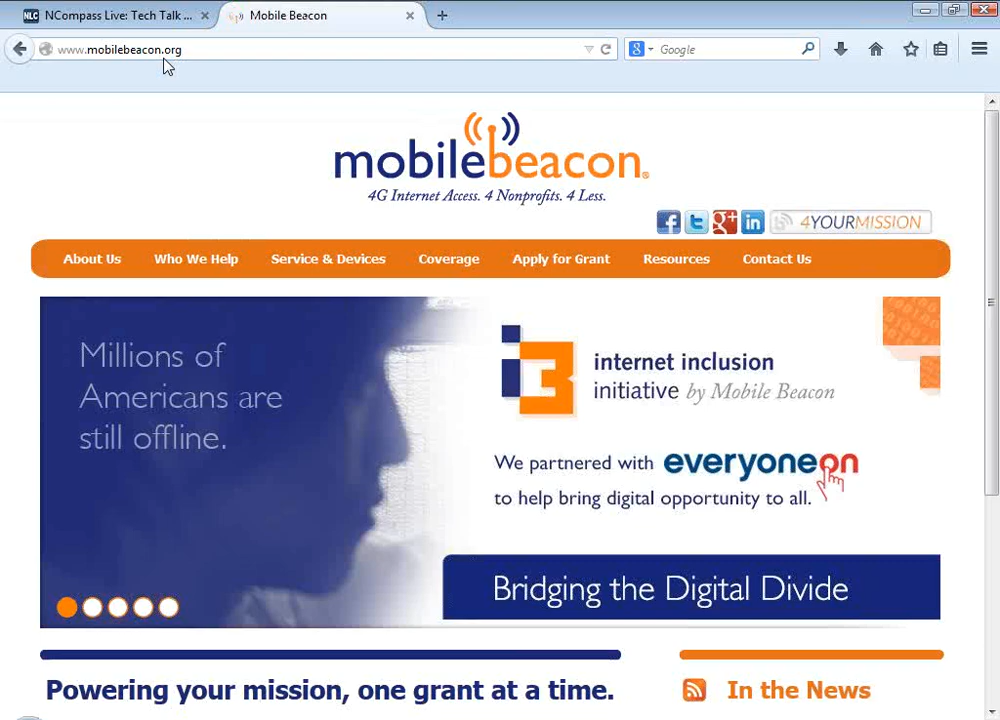 NLC NCompass Live: Tech Talk ...
Mobile Beacon
www.mobilebeacon.org
Google
mobilebeacon
4G Internet Access. 4 Nonprofits. 4 Less.
4YOURMISSION
About Us Who We Help Service & Devices Coverage Apply for Grant Resources Contact Us
Millions of
Americans are
still offline.
i3
internet inclusion
initiative by Mobile Beacon
We partnered with everyoneon
to help bring digital opportunity to all.
Bridging the Digital Divide
Powering your mission, one grant at a time.
In the News